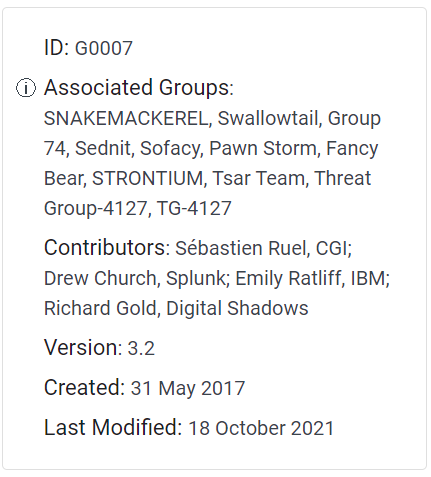 ID: G0007
Associated Groups:
SNAKEMACKEREL, Swallowtail, Group
74, Sednit, Sofacy, Pawn Storm, Fancy
Bear, STRONTIUM, Tsar Team, Threat
Group-4127, TG-4127
Contributors: Sébastien Ruel, CGI;
Drew Church, Splunk; Emily Ratliff, IBM;
Richard Gold, Digital Shadows
Version: 3.2
Created: 31 May 2017
Last Modified: 18 October 2021